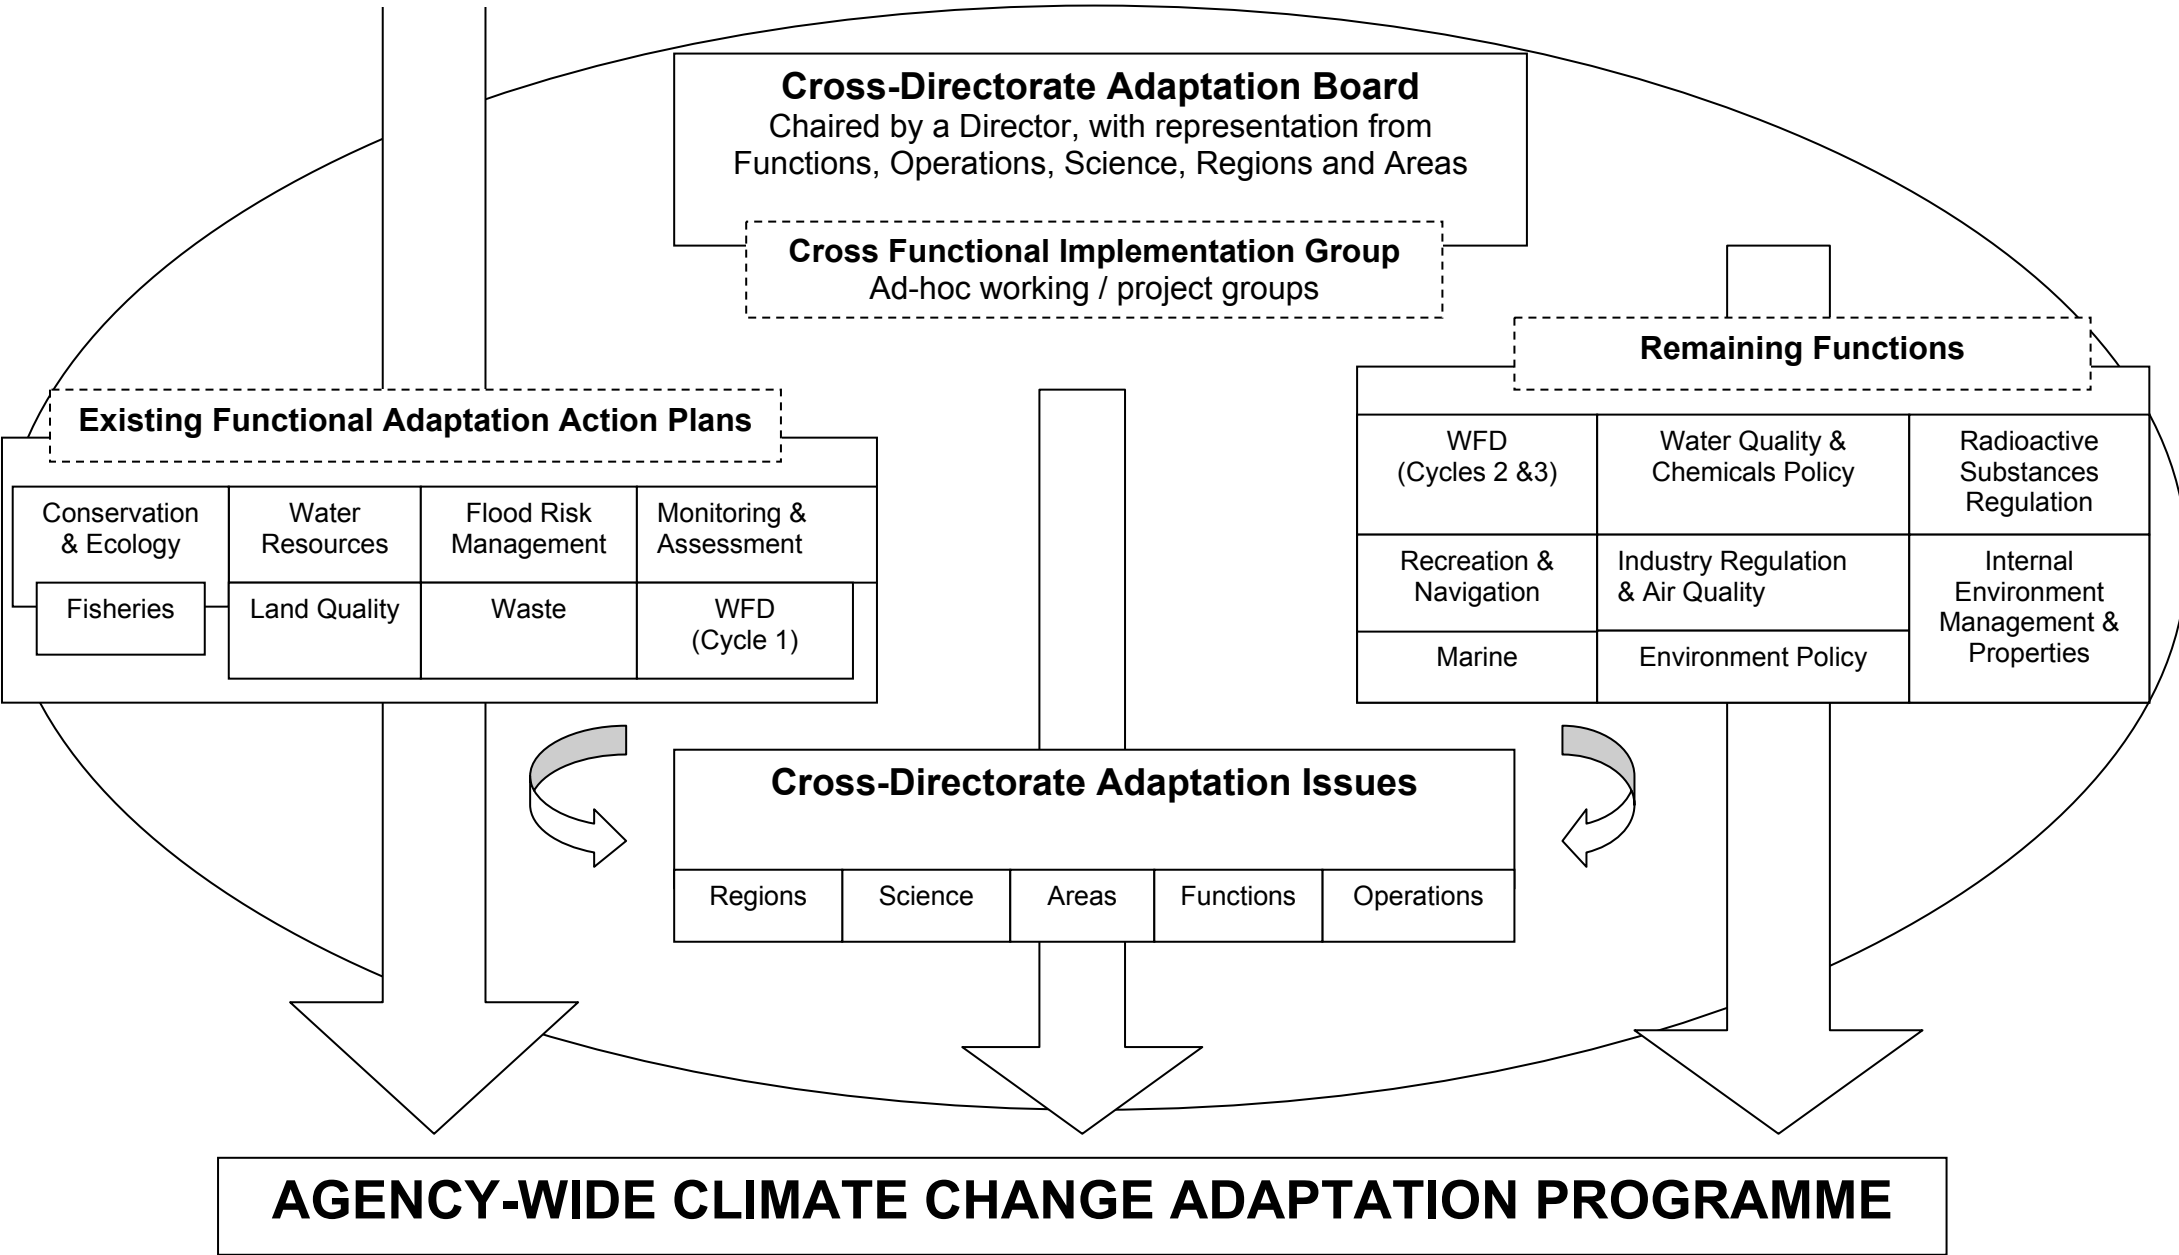 Cross-Directorate Adaptation Board
Chaired by a Director, with representation from
Functions, Operations, Science, Regions and Areas
Cross Functional Implementation Group
Ad-hoc working / project groups
Existing Functional Adaptation Action Plans
Conservation
& Ecology
Water
Resources
Flood Risk
Management
Monitoring &
Assessment
Fisheries
Land Quality
Waste
WFD
(Cycle 1)
Remaining Functions
WFD
(Cycles 2 &3)
Water Quality &
Chemicals Policy
Radioactive
Substances
Regulation
Recreation &
Navigation
Industry Regulation
& Air Quality
Internal
Environment
Management &
Properties
Marine
Environment Policy
Cross-Directorate Adaptation Issues
Regions
Science
Areas
Functions
Operations
AGENCY-WIDE CLIMATE CHANGE ADAPTATION PROGRAMME